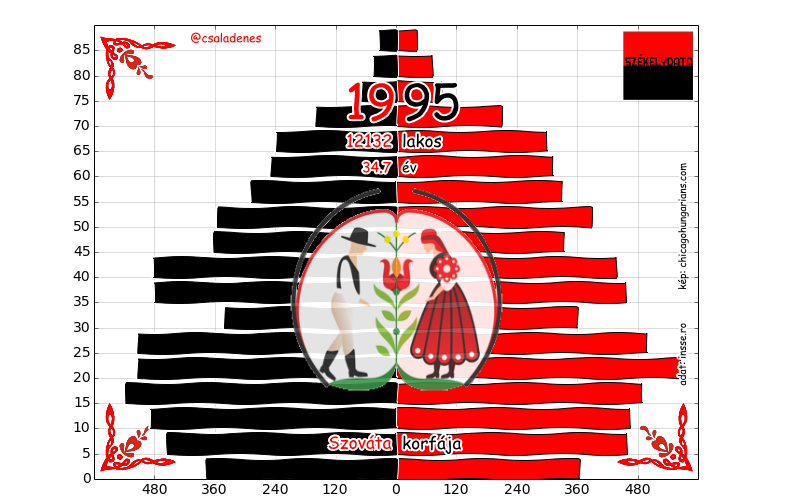 @csaladenes
SZÉKELYDATA
1995
12132 lakos
34.7 év
kép: chicagohungarians.com
adat: insse.ro
Szováta korfája
85
80
75
70
65
60
55
50
45
40
35
30
25
20
15
10
5
0
480 360 240 120 0 120 240 360 480